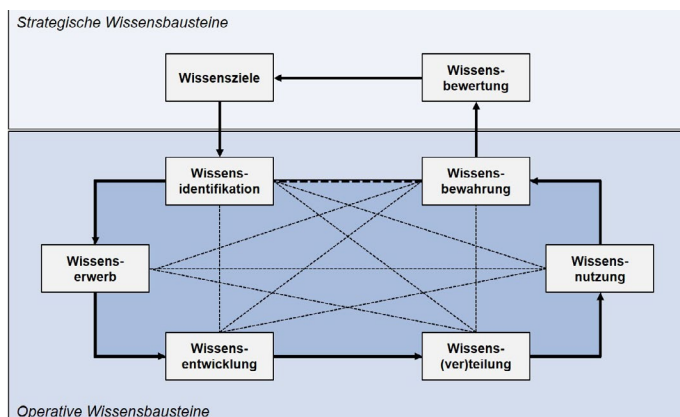 Strategische Wissensbausteine
Wissensziele
Wissens-
bewertung
Wissens-
identifikation
Wissens-
bewahrung
Wissens-
erwerb
Wissens-
nutzung
Wissens-
entwicklung
Wissens-
(ver)teilung
Operative Wissensbausteine